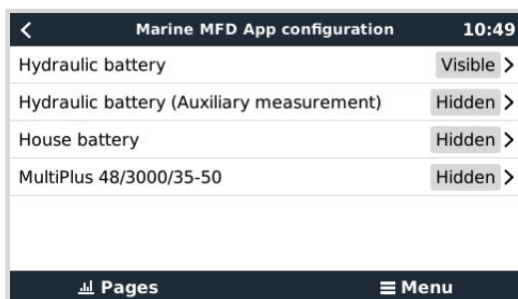 Marine MFD App configuration 10:49
Hydraulic battery Visible
Hydraulic battery (Auxiliary measurement) Hidden
House battery Hidden
MultiPlus 48/3000/35-50 Hidden
Pages Menu